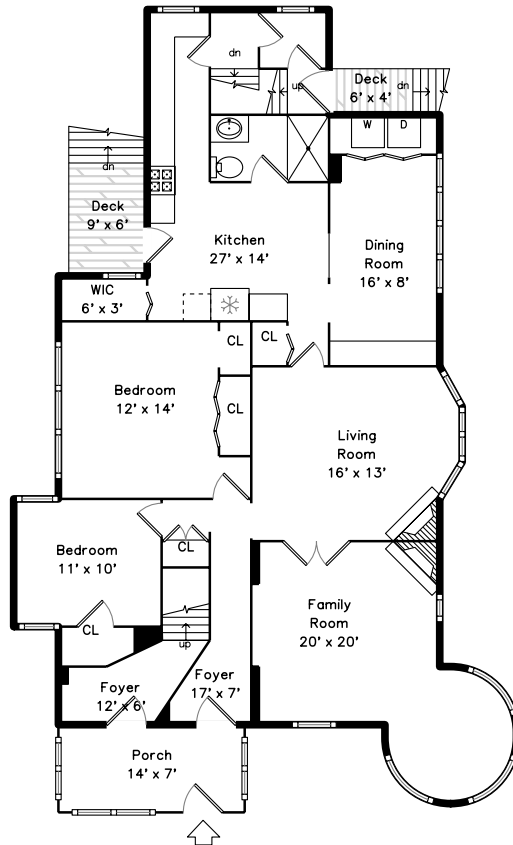 dn
up
Deck
6' x 4'
dn
W
D
dn
Deck
9' x 6'
Kitchen
27' x 14'
Dining
Room
16' x 8'
WIC
6' x 3'
CL
CL
Bedroom
12' x 14'
CL
Living
Room
16' x 13'
CL
Bedroom
11' x 10'
Family
Room
20' x 20'
CL
up
Foyer
17' x 7'
Foyer
12' x 6'
Porch
14' x 7'